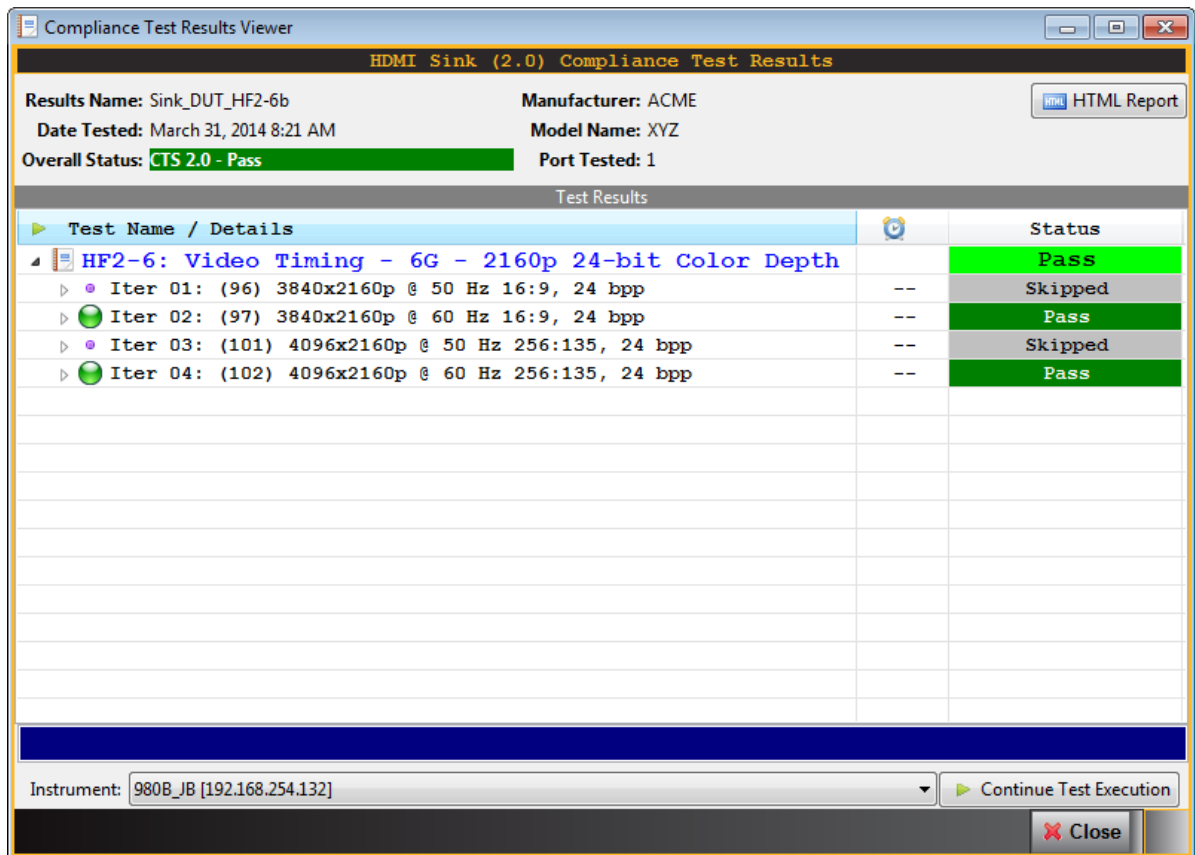 Compliance Test Results Viewer
HDMI Sink (2.0) Compliance Test Results
Results Name: Sink_DUT_HF2-6b Manufacturer: ACME HTML HTML Report
Date Tested: March 31, 2014 8:21 AM Model Name: XYZ
Overall Status: CTS 2.0 - Pass Port Tested: 1
Test Results
Test Name / Details Status
HF2-6: Video Timing - 6G - 2160p 24-bit Color Depth Pass
Iter 01: (96) 3840x2160p @ 50 Hz 16:9, 24 bpp -- Skipped
Iter 02: (97) 3840x2160p @ 60 Hz 16:9, 24 bpp -- Pass
Iter 03: (101) 4096x2160p @ 50 Hz 256:135, 24 bpp -- Skipped
Iter 04: (102) 4096x2160p @ 60 Hz 256:135, 24 bpp -- Pass
Instrument: 980B_JB [192.168.254.132] Continue Test Execution
Close